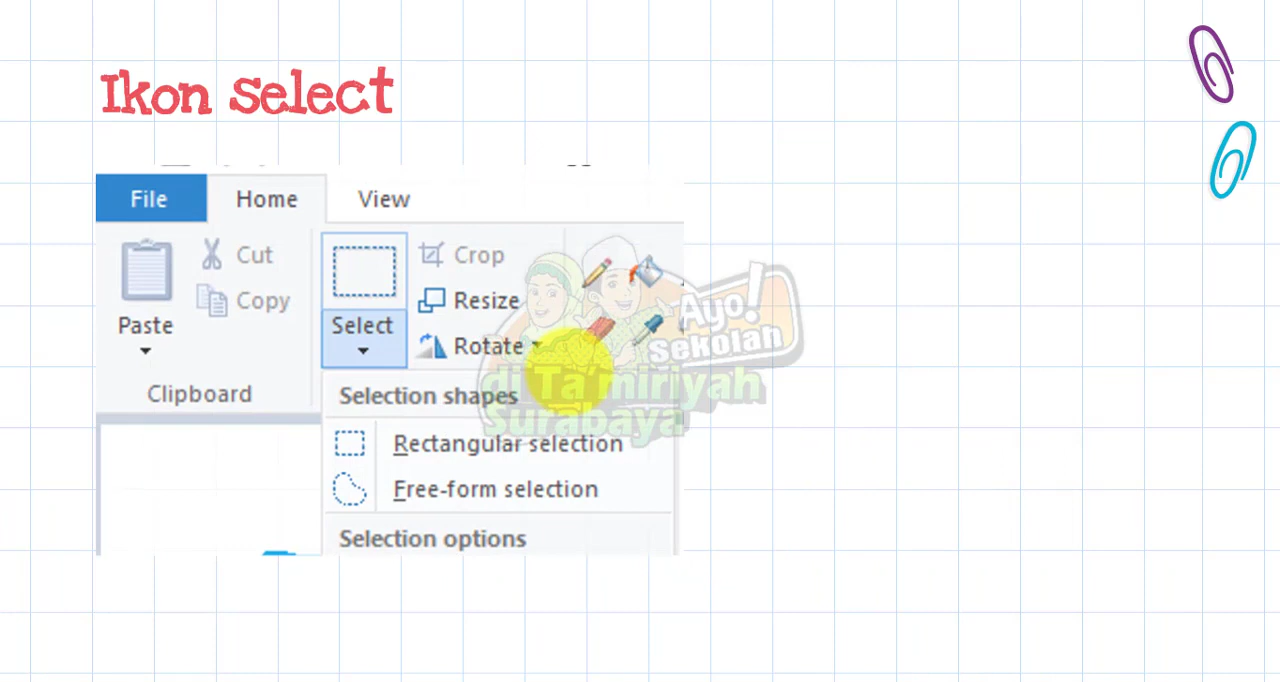 Ikon select
File Home View
Cut
Copy
Paste
Clipboard
Select
Crop
Resize
Rotate
Selection shapes
Rectangular selection
Free-form selection
Selection options
Ayo!
Sekolah
di Ta'miriyah
Surabaya